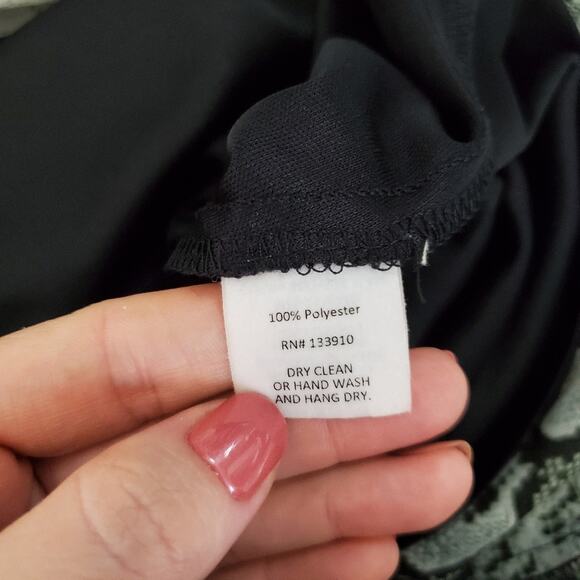 100% Polyester
RN# 133910
DRY CLEAN
OR HAND WASH
AND HANG DRY.